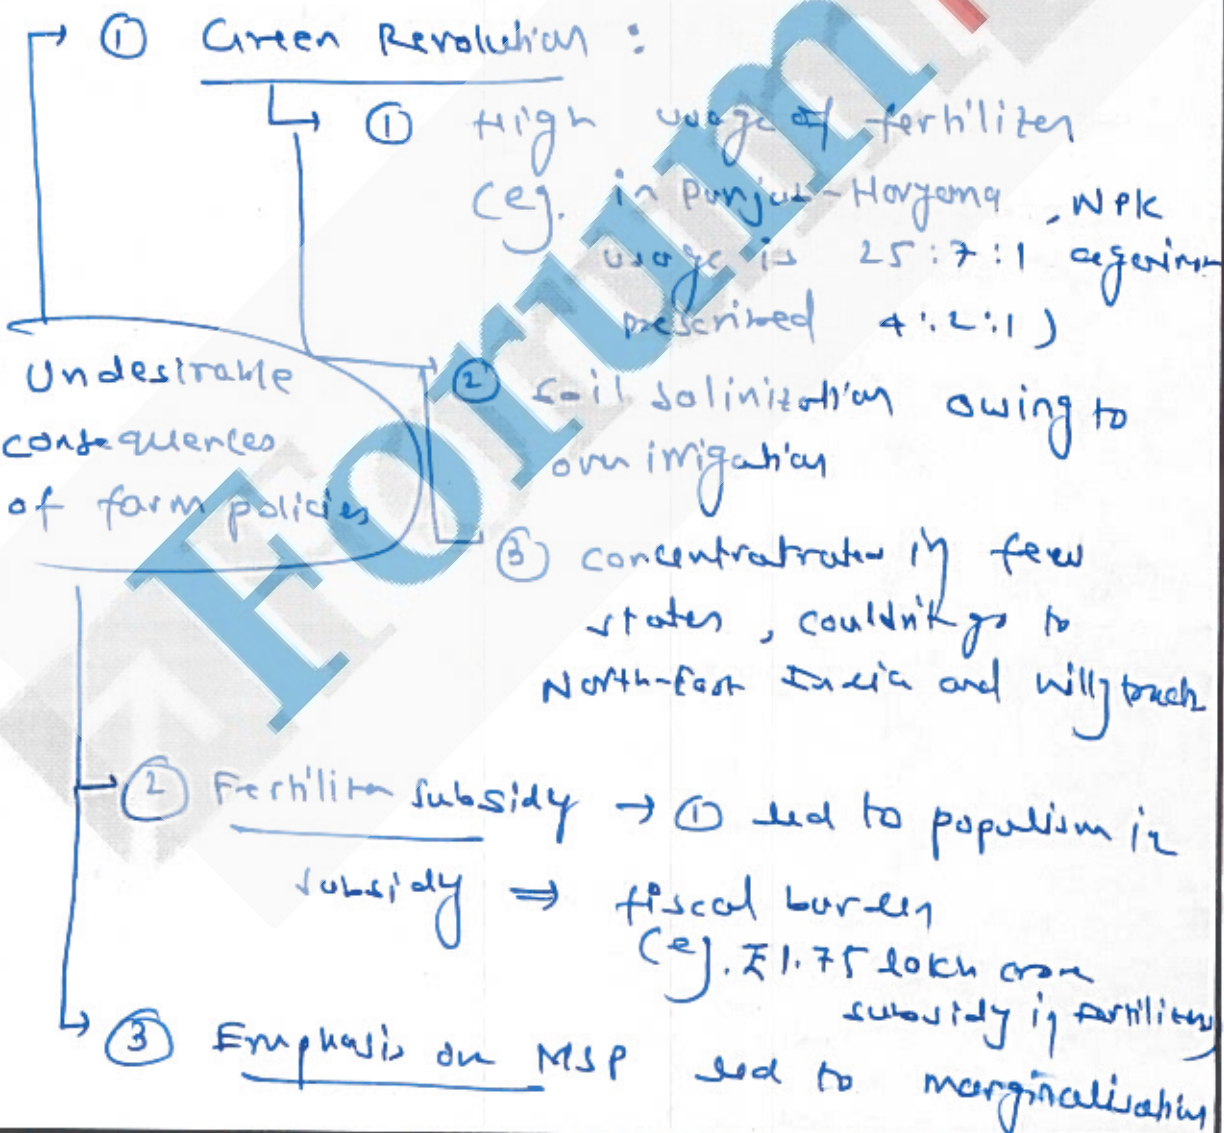 ① Green Revolution :
① High usage of fertilizer
(eg. in Punjab-Haryana, NPK
usage is 25:7:1 against
prescribed 4:2:1)
Undesirable
consequences
of farm policies
② Soil salinization owing to
over irrigation
③ concentrated in few
states, couldn't go to
North-East India and hilly track
② Fertilizer subsidy → ① led to populism in
subsidy ⇒ fiscal burden
(eg. ₹1.75 lakh crore
subsidy in fertilizer)
③ Emphasis on MSP led to marginalisation
Forum